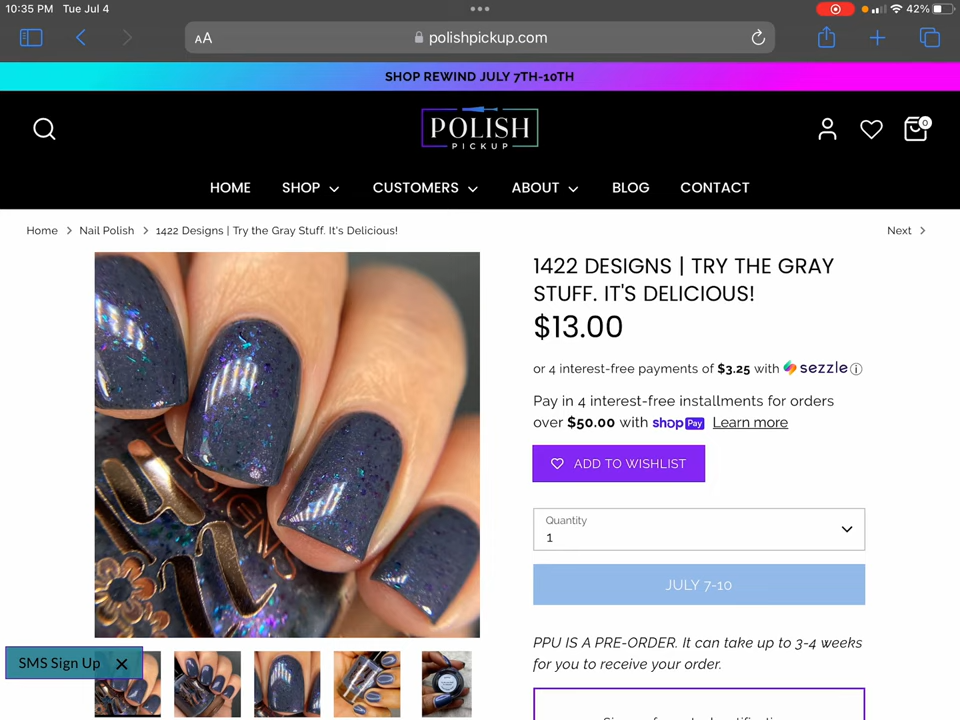 10:35 PM Tue Jul 4
42%
AA
polishpickup.com
SHOP REWIND JULY 7TH-10TH
POLISH
PICKUP
0
HOME SHOP CUSTOMERS ABOUT BLOG CONTACT
Home > Nail Polish > 1422 Designs | Try the Gray Stuff. It's Delicious!
Next >
1422 DESIGNS | TRY THE GRAY
STUFF. IT'S DELICIOUS!
$13.00
or 4 interest-free payments of $3.25 with sezzle
Pay in 4 interest-free installments for orders
over $50.00 with shop Pay Learn more
ADD TO WISHLIST
Quantity
1
JULY 7-10
PPU IS A PRE-ORDER. It can take up to 3-4 weeks
for you to receive your order.
SMS Sign Up X